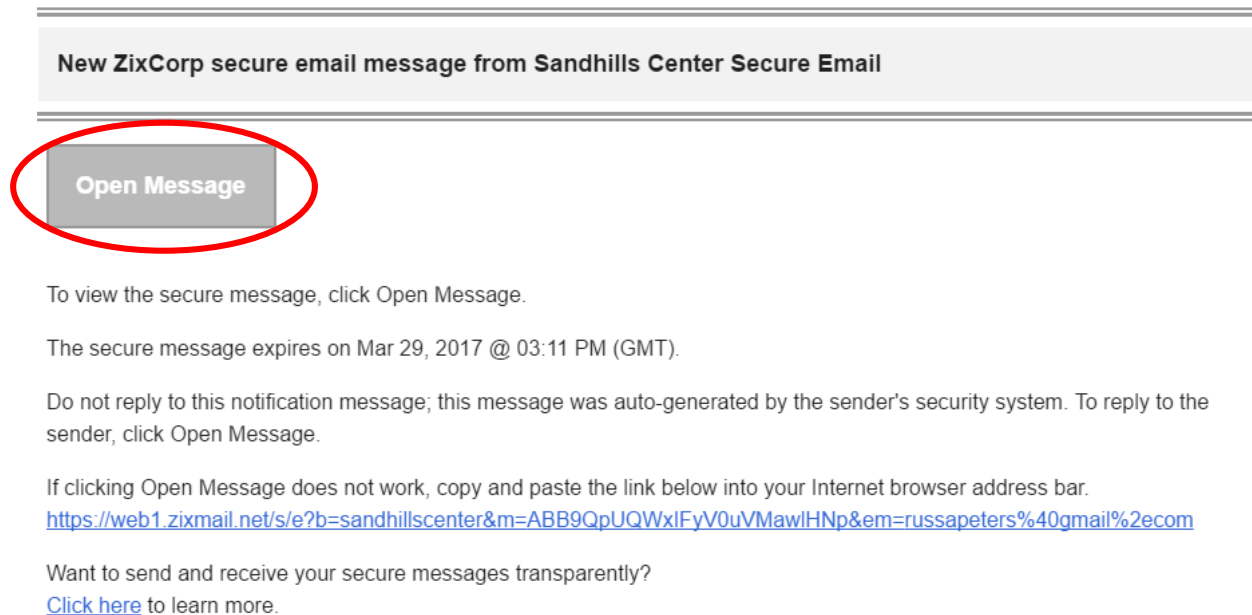 New ZixCorp secure email message from Sandhills Center Secure Email
Open Message
To view the secure message, click Open Message.
The secure message expires on Mar 29, 2017 @ 03:11 PM (GMT).
Do not reply to this notification message; this message was auto-generated by the sender's security system. To reply to the
sender, click Open Message.
If clicking Open Message does not work, copy and paste the link below into your Internet browser address bar.
https://web1.zixmail.net/s/e?b=sandhillscenter&m=ABB9QpUQWxIFyV0uVMawlHNp&em=russapeters%40gmail%2ecom
Want to send and receive your secure messages transparently?
Click here to learn more.